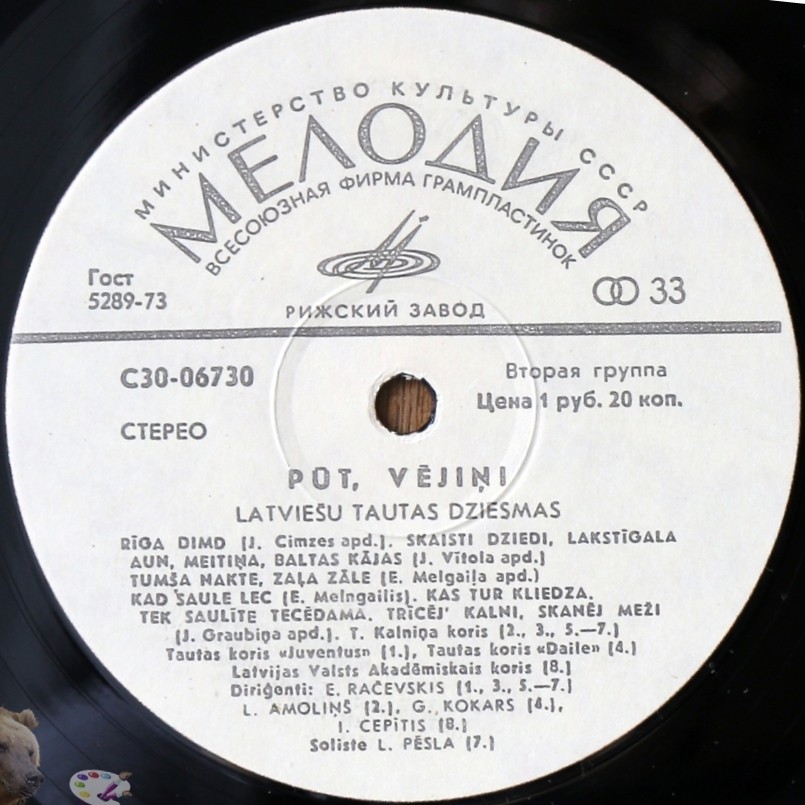 МИНИСТЕРСТВО КУЛЬТУРЫ СССР
МЕЛОДИЯ
ВСЕСОЮЗНАЯ ФИРМА ГРАМПЛАСТИНОК
Гост
5289-73
33
РИЖСКИЙ ЗАВОД
С30-06730
Вторая группа
Цена 1 руб. 20 коп.
СТЕРЕО
PŪT, VĒJIŅI
LATVIEŠU TAUTAS DZIESMAS
RĪGA DIMD (J. Cimzes apd.). SKAISTI DZIEDI, LAKSTĪGALA
AUN, MEITIŅA, BALTAS KĀJAS (J. Vītola apd.)
TUMŠA NAKTE, ZAĻA ZĀLE (E. Melgaiļa apd.)
KAD SAULE LEC (E. Melngailis). KAS TUR KLIEDZA.
TEK SAULĪTE TECĒDAMA. TRĪCĒJ' KALNI, SKANĒJ MEŽI
(J. Graubiņa apd.). T. Kalniņa koris (2., 3., 5.—7.)
Tautas koris «Juventus» (1.), Tautas koris «Daile» (4.)
Latvijas Valsts Akadēmiskais koris (8.)
Diriģenti: E. RAČEVSKIS (1., 3., 5.—7.)
L. AMOLIŅŠ (2.), G. KOKARS (4.),
I. CEPĪTIS (8.)
Soliste L. PĒSLA (7.)